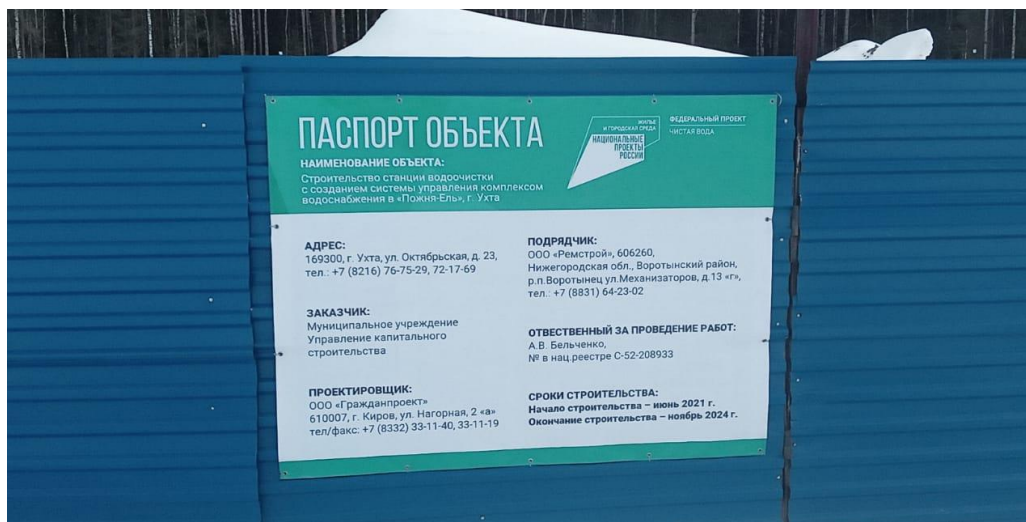 ПАСПОРТ ОБЪЕКТА
ЖИЛЬЕ
И ГОРОДСКАЯ СРЕДА
НАЦИОНАЛЬНЫЕ
ПРОЕКТЫ
РОССИИ
ФЕДЕРАЛЬНЫЙ ПРОЕКТ
ЧИСТАЯ ВОДА
НАИМЕНОВАНИЕ ОБЪЕКТА:
Строительство станции водоочистки
с созданием системы управления комплексом
водоснабжения в «Пожня-Ель», г. Ухта
АДРЕС:
169300, г. Ухта, ул. Октябрьская, д. 23,
тел.: +7 (8216) 76-75-29, 72-17-69
ЗАКАЗЧИК:
Муниципальное учреждение
Управление капитального
строительства
ПРОЕКТИРОВЩИК:
ООО «Гражданпроект»
610007, г. Киров, ул. Нагорная, 2 «а»
тел/факс: +7 (8332) 33-11-40, 33-11-19
ПОДРЯДЧИК:
ООО «Ремстрой», 606260,
Нижегородская обл., Воротынский район,
р.п.Воротынец ул.Механизаторов, д.13 «г»,
тел.: +7 (8831) 64-23-02
ОТВЕСТВЕННЫЙ ЗА ПРОВЕДЕНИЕ РАБОТ:
А.В. Бельченко,
№ в нац.реестре С-52-208933
СРОКИ СТРОИТЕЛЬСТВА:
Начало строительства – июнь 2021 г.
Окончание строительства – ноябрь 2024 г.